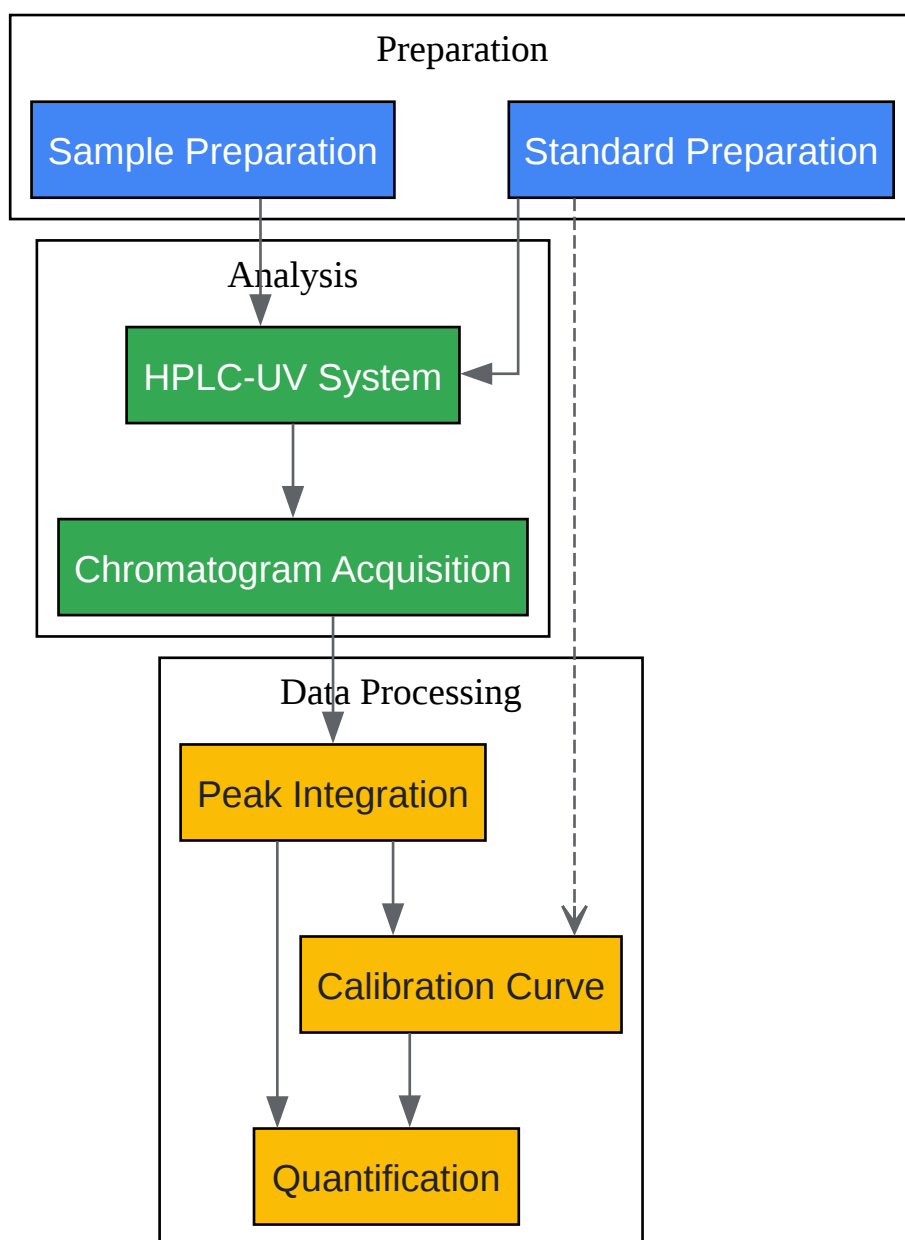 Preparation
Sample Preparation
Standard Preparation
Analysis
HPLC-UV System
Chromatogram Acquisition
Data Processing
Peak Integration
Calibration Curve
Quantification